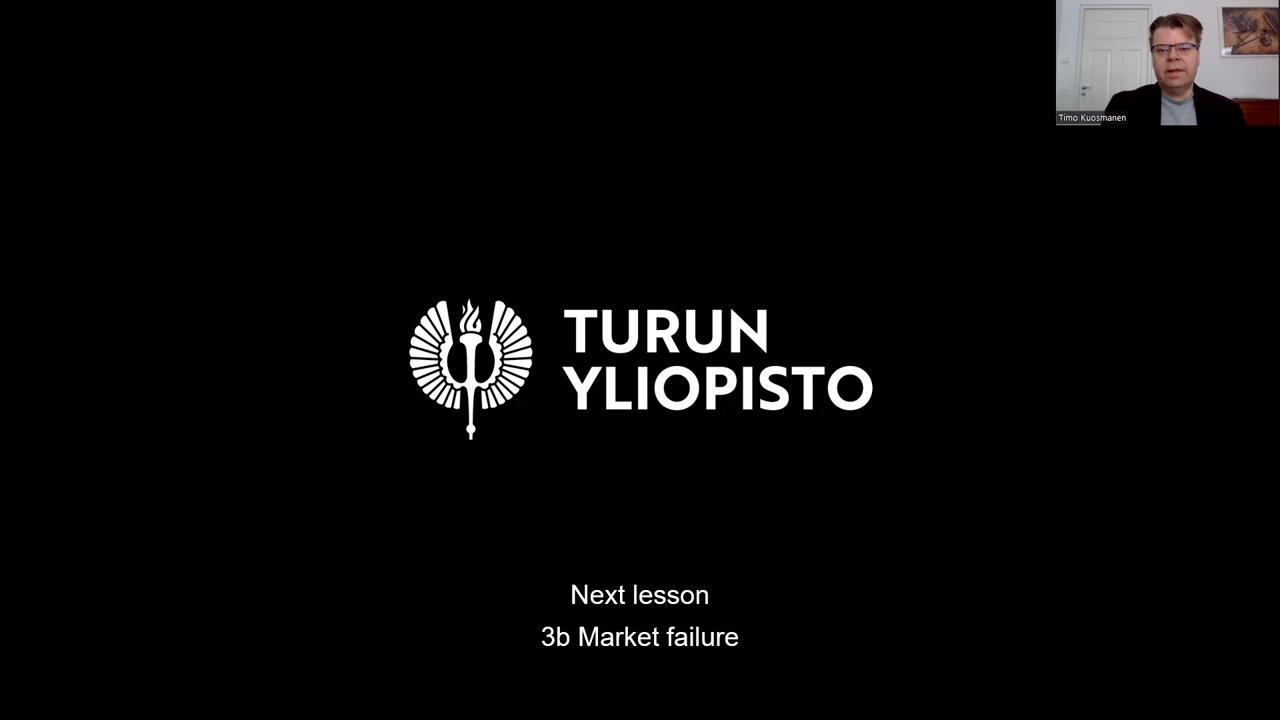 Timo Kuosmanen
TURUN
YLIOPISTO
Next lesson
3b Market failure